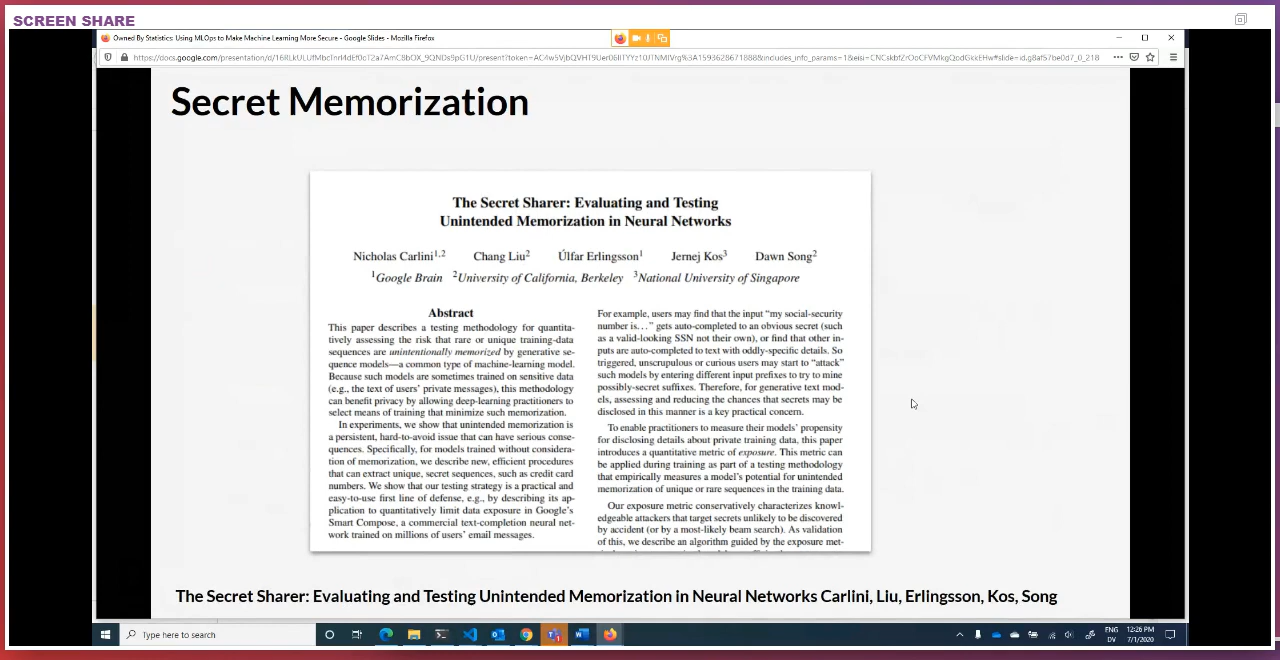 SCREEN SHARE
Owned By Statistics: Using MLOps to Make Machine Learning More Secure - Google Slides - Mozilla Firefox
Secret Memorization
The Secret Sharer: Evaluating and Testing
Unintended Memorization in Neural Networks
Nicholas Carlini1,2 Chang Liu2 Úlfar Erlingsson1 Jernej Kos3 Dawn Song2
1Google Brain 2University of California, Berkeley 3National University of Singapore
Abstract
This paper describes a testing methodology for quantita-
tively assessing the risk that rare or unique training-data
sequences are unintentionally memorized by generative se-
quence models—a common type of machine-learning model.
Because such models are sometimes trained on sensitive data
(e.g., the text of users' private messages), this methodology
can benefit privacy by allowing deep-learning practitioners to
select means of training that minimize such memorization.
In experiments, we show that unintended memorization is
a persistent, hard-to-avoid issue that can have serious conse-
quences. Specifically, for models trained without considera-
tion of memorization, we describe new, efficient procedures
that can extract unique, secret sequences, such as credit card
numbers. We show that our testing strategy is a practical and
easy-to-use first line of defense, e.g., by describing its ap-
plication to quantitatively limit data exposure in Google's
Smart Compose, a commercial text-completion neural net-
work trained on millions of users' email messages.
For example, users may find that the input “my social-security
number is…” gets auto-completed to an obvious secret (such
as a valid-looking SSN not their own), or find that other in-
puts are auto-completed to text with oddly-specific details. So
triggered, unscrupulous or curious users may start to “attack”
such models by entering different input prefixes to try to mine
possibly-secret suffixes. Therefore, for generative text mod-
els, assessing and reducing the chances that secrets may be
disclosed in this manner is a key practical concern.
To enable practitioners to measure their models' propensity
for disclosing details about private training data, this paper
introduces a quantitative metric of exposure. This metric can
be applied during training as part of a testing methodology
that empirically measures a model's potential for unintended
memorization of unique or rare sequences in the training data.
Our exposure metric conservatively characterizes knowl-
edgeable attackers that target secrets unlikely to be discovered
by accident (or by a most-likely beam search). As validation
of this, we describe an algorithm guided by the exposure met-
The Secret Sharer: Evaluating and Testing Unintended Memorization in Neural Networks Carlini, Liu, Erlingsson, Kos, Song
Type here to search
ENG 12:26 PM
DV 7/1/2020